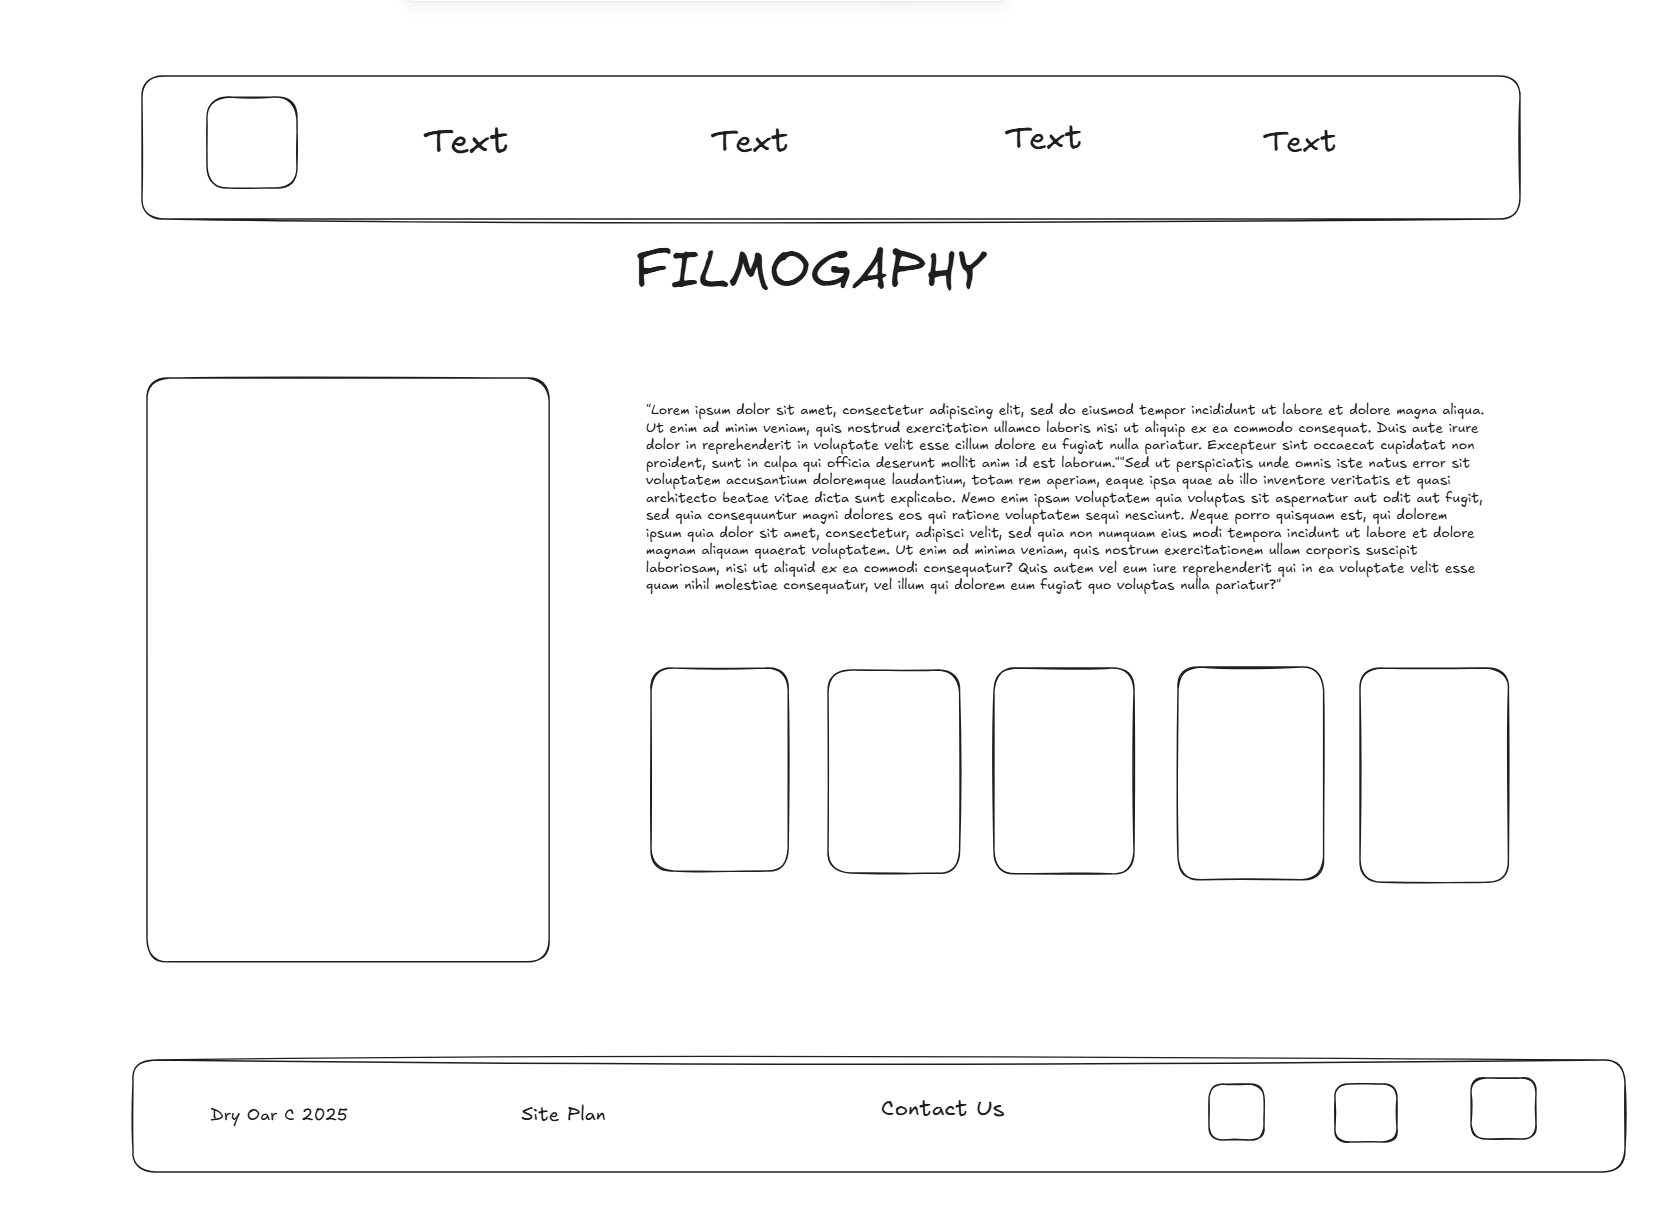 Text Text Text Text
FILMOGAPHY
"Lorem ipsum dolor sit amet, consectetur adipiscing elit, sed do eiusmod tempor incididunt ut labore et dolore magna aliqua.
Ut enim ad minim veniam, quis nostrud exercitation ullamco laboris nisi ut aliquip ex ea commodo consequat. Duis aute irure
dolor in reprehenderit in voluptate velit esse cillum dolore eu fugiat nulla pariatur. Excepteur sint occaecat cupidatat non
proident, sunt in culpa qui officia deserunt mollit anim id est laborum.""Sed ut perspiciatis unde omnis iste natus error sit
voluptatem accusantium doloremque laudantium, totam rem aperiam, eaque ipsa quae ab illo inventore veritatis et quasi
architecto beatae vitae dicta sunt explicabo. Nemo enim ipsam voluptatem quia voluptas sit aspernatur aut odit aut fugit,
sed quia consequuntur magni dolores eos qui ratione voluptatem sequi nesciunt. Neque porro quisquam est, qui dolorem
ipsum quia dolor sit amet, consectetur, adipisci velit, sed quia non numquam eius modi tempora incidunt ut labore et dolore
magnam aliquam quaerat voluptatem. Ut enim ad minima veniam, quis nostrum exercitationem ullam corporis suscipit
laboriosam, nisi ut aliquid ex ea commodi consequatur? Quis autem vel eum iure reprehenderit qui in ea voluptate velit esse
quam nihil molestiae consequatur, vel illum qui dolorem eum fugiat quo voluptas nulla pariatur?"
Dry Oar C 2025 Site Plan Contact Us